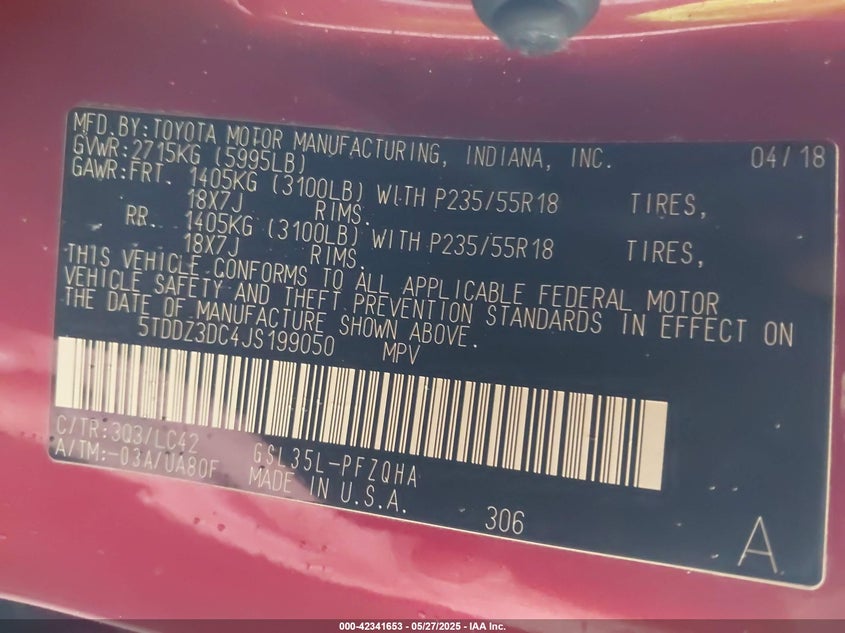 MFD.BY:TOYOTA MOTOR MANUFACTURING, INDIANA, INC. 04/18
GVWR:2715KG (5995LB)
GAWR:FRT. 1405KG (3100LB) WITH P235/55R18 TIRES,
18X7J RIMS.
RR. 1405KG (3100LB) WITH P235/55R18 TIRES,
18X7J RIMS.
THIS VEHICLE CONFORMS TO ALL APPLICABLE FEDERAL MOTOR
VEHICLE SAFETY AND THEFT PREVENTION STANDARDS IN EFFECT ON
THE DATE OF MANUFACTURE SHOWN ABOVE.
5TDDZ3DC4JS199050 MPV
C/TR:3Q3/LC42
A/TM:-03A/UA80F GSL35L-PFZQHA
MADE IN U.S.A.
306
A
000-42341653 - 05/27/2025 - IAA Inc.